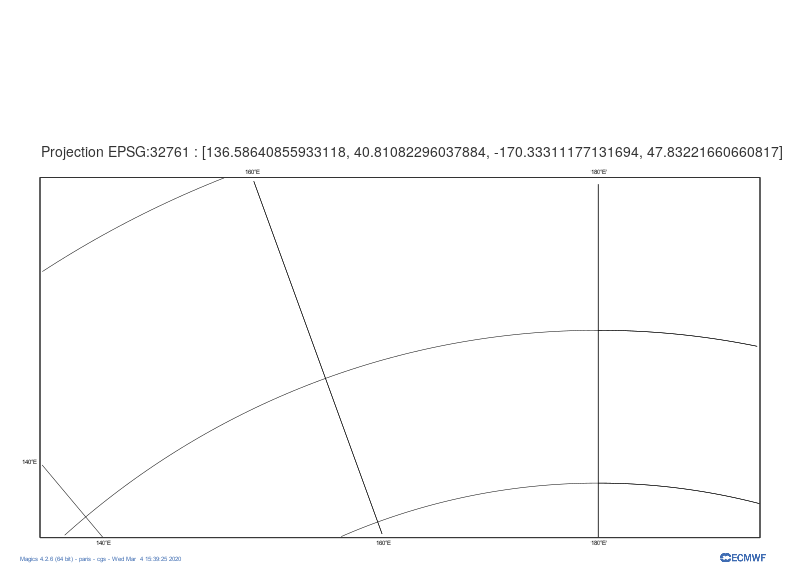 Projection EPSG:32761 : [136.58640855933118, 40.81082296037884, -170.33311177131694, 47.83221660660817]
160°E 180°E
140°E
140°E 160°E 180°E
Magics 4.2.6 (64 bit) - paris - cgs - Wed Mar 4 15:39:25 2020 ECMWF